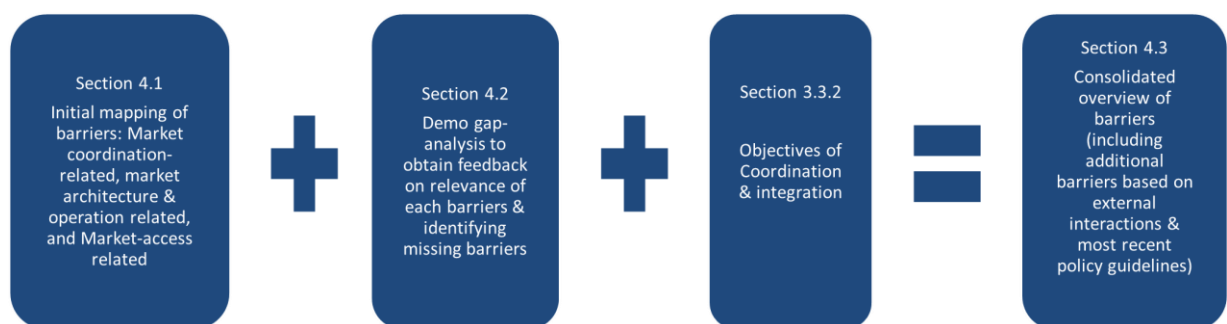 Section 4.1
Initial mapping of
barriers: Market
coordination-
related, market
architecture &
operation related,
and Market-access
related
Section 4.2
Demo gap-
analysis to
obtain feedback
on relevance of
each barriers &
identifying
missing barriers
Section 3.3.2
Objectives of
Coordination
& integration
Section 4.3
Consolidated
overview of
barriers
(including
additional
barriers based on
external
interactions &
most recent
policy guidelines)